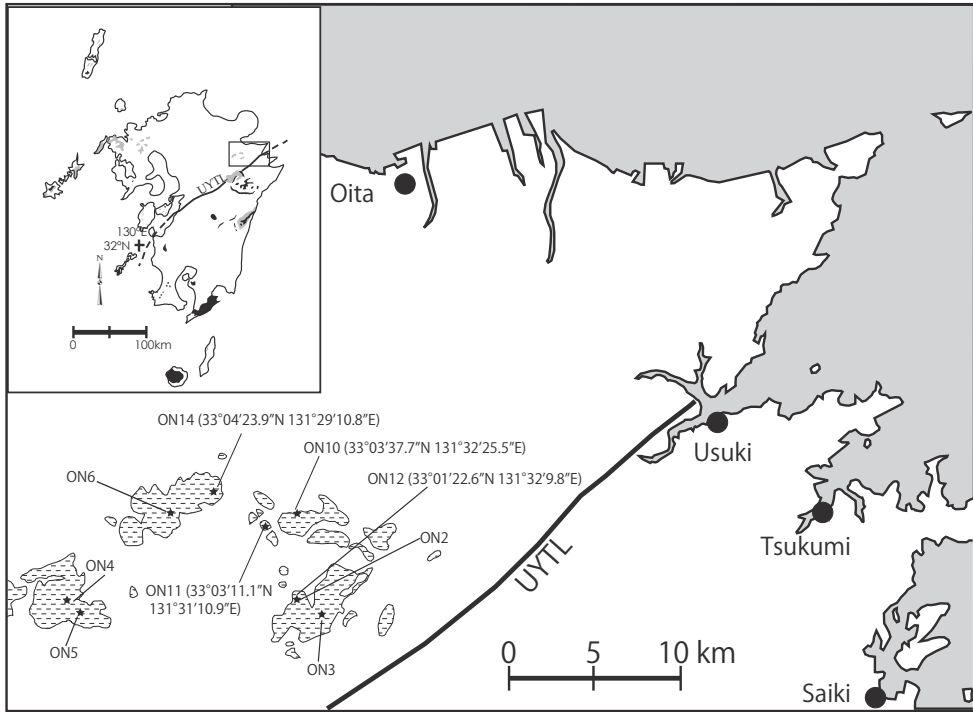 UYTL
130°E
32°N
N
0
100km
Oita
Usuki
Tsukumi
Saiki
UYTL
0
5
10 km
ON14 (33°04’23.9”N 131°29’10.8”E)
ON10 (33°03’37.7”N 131°32’25.5”E)
ON6
ON12 (33°01’22.6”N 131°32’9.8”E)
ON2
ON4
ON11 (33°03’11.1”N
131°31’10.9”E)
ON5
ON3